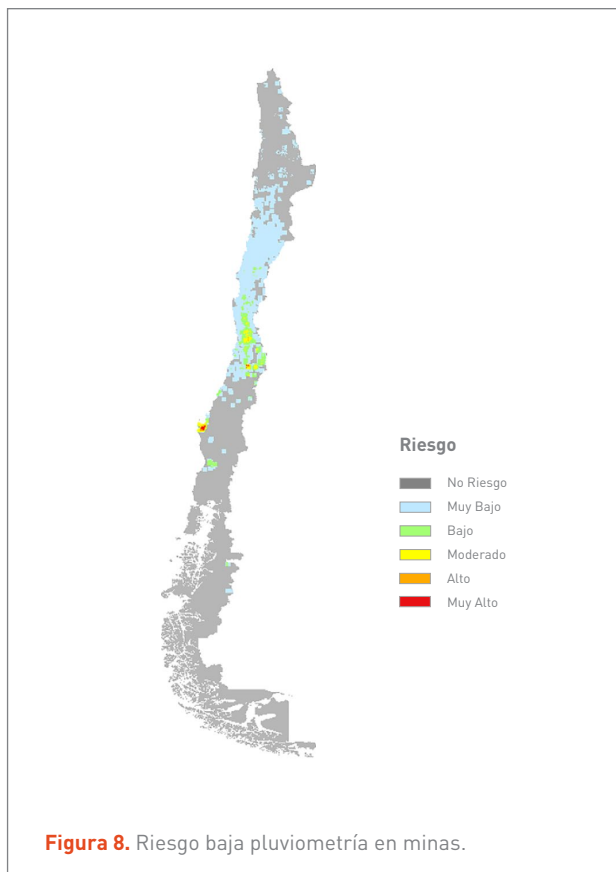 Riesgo
No Riesgo
Muy Bajo
Bajo
Moderado
Alto
Muy Alto
Figura 8. Riesgo baja pluviometría en minas.